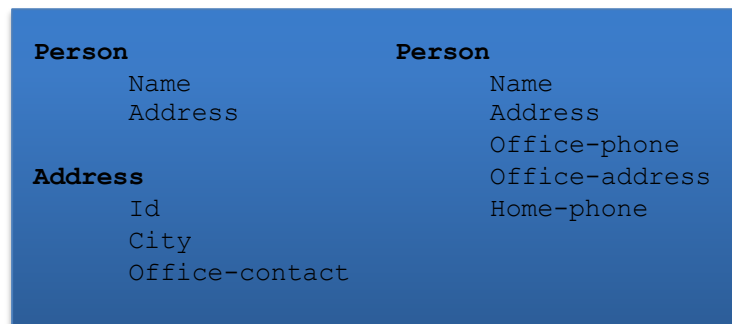 Person
Name
Address
Address
Id
City
Office-contact
Person
Name
Address
Office-phone
Office-address
Home-phone